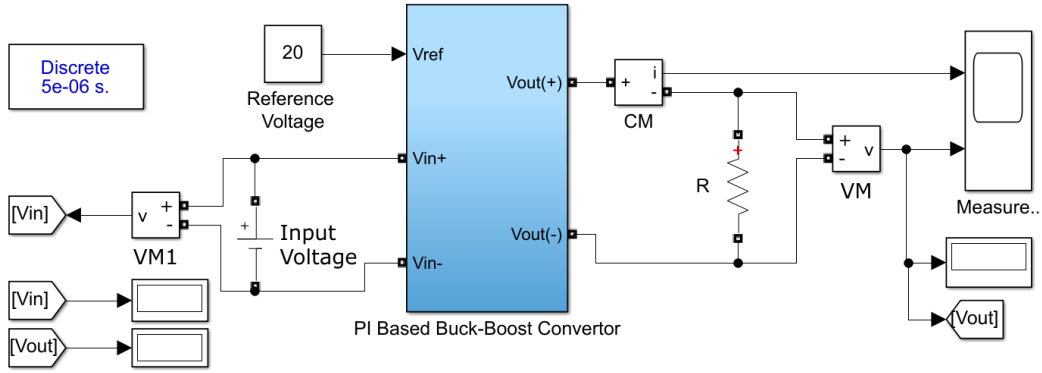 Discrete
5e-06 s.
20
Reference
Voltage
Vref
Vin+
Vin-
Vout(+)
Vout(-)
PI Based Buck-Boost Convertor
+
i
-
CM
+
R
+
-
v
VM
Measure..
[Vin]
v
+
-
VM1
+
Input
Voltage
[Vin]
[Vout]
[Vout]